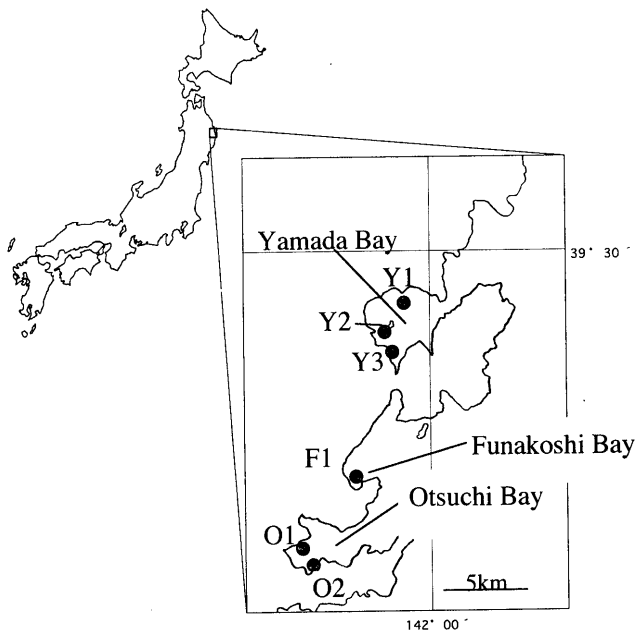 Yamada Bay
39° 30´
Y1
Y2
Y3
F1
Funakoshi Bay
Otsuchi Bay
O1
O2
5km
142° 00´